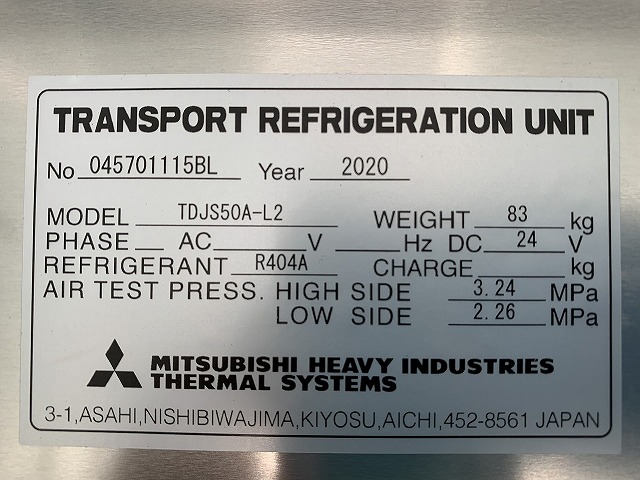 TRANSPORT REFRIGERATION UNIT
No 045701115BL Year 2020
MODEL TDJS50A-L2 WEIGHT 83 kg
PHASE AC V Hz DC 24 V
REFRIGERANT R404A CHARGE kg
AIR TEST PRESS. HIGH SIDE 3.24 MPa
LOW SIDE 2.26 MPa
MITSUBISHI HEAVY INDUSTRIES
THERMAL SYSTEMS
3-1,ASAHI,NISHIBIWAJIMA,KIYOSU,AICHI,452-8561 JAPAN